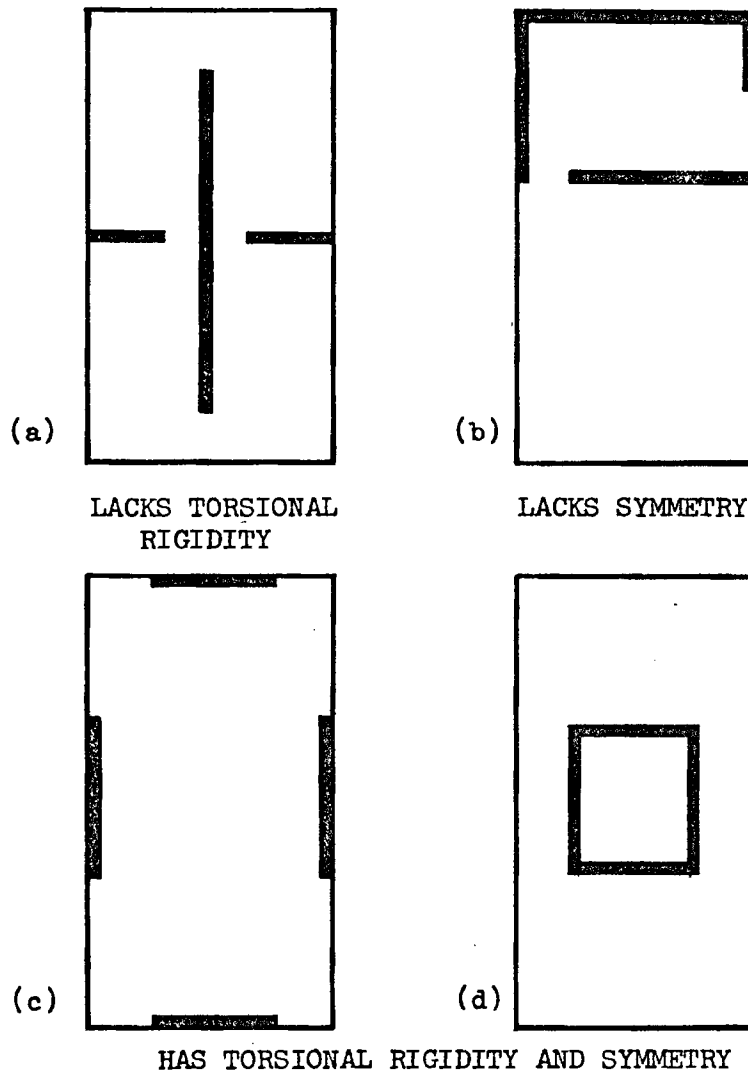 (a)
(b)
LACKS TORSIONAL
RIGIDITY
LACKS SYMMETRY
(c)
(d)
HAS TORSIONAL RIGIDITY AND SYMMETRY